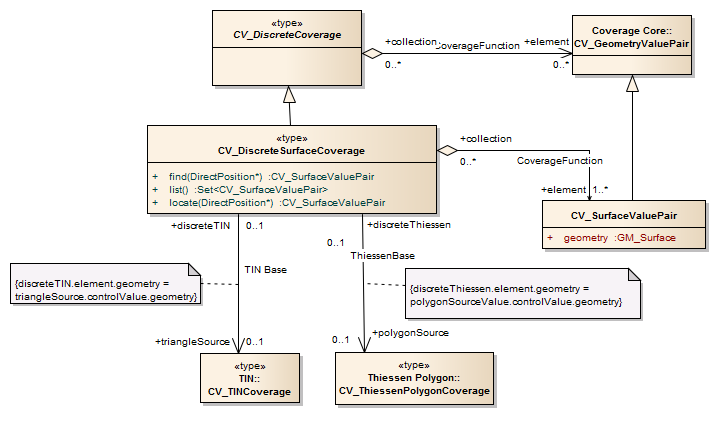 «type»
CV_DiscreteCoverage
Coverage Core::
CV_GeometryValuePair
+collection
CoverageFunction
+element
0..*
0..*
«type»
CV_DiscreteSurfaceCoverage
+ find(DirectPosition*) :CV_SurfaceValuePair
+ list() :Set<CV_SurfaceValuePair>
+ locate(DirectPosition*) :CV_SurfaceValuePair
+collection
0..*
CoverageFunction
+element
1..*
CV_SurfaceValuePair
+ geometry :GM_Surface
+discreteTIN
0..1
+discreteThiessen
0..1
TIN Base
ThiessenBase
{discreteTIN.element.geometry =
triangleSource.controlValue.geometry}
{discreteThiessen.element.geometry =
polygonSourceValue.controlValue.geometry}
+triangleSource
0..1
0..1
+polygonSource
«type»
TIN::
CV_TINCoverage
«type»
Thiessen Polygon::
CV_ThiessenPolygonCoverage